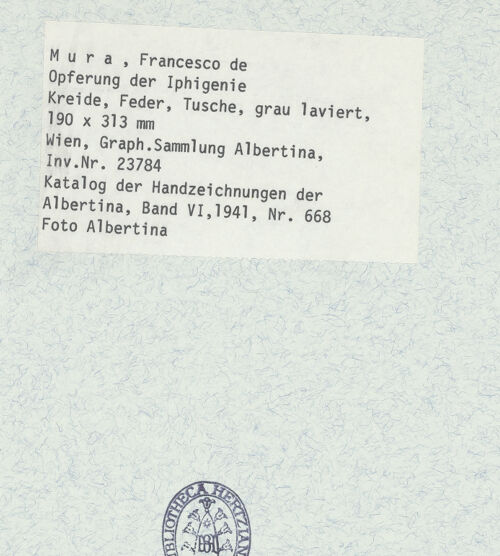 M u r a , Francesco de
Opferung der Iphigenie
Kreide, Feder, Tusche, grau laviert,
190 x 313 mm
Wien, Graph.Sammlung Albertina,
Inv.Nr. 23784
Katalog der Handzeichnungen der
Albertina, Band VI,1941, Nr. 668
Foto Albertina
BIBLIOTHECA HERTZIAN